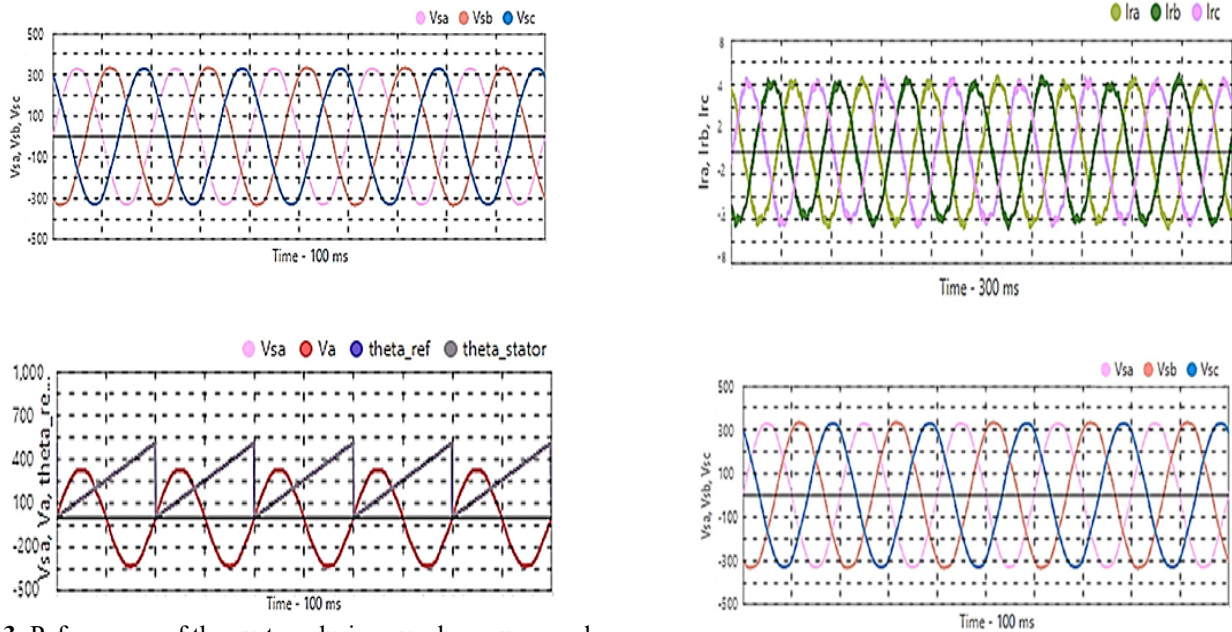 Vsa Vsb Vsc
500
300
100
-100
-300
-500
Vsa, Vsb, Vsc
Time - 100 ms
Ira Irb Irc
8
4
2
-2
-8
Ira, Irb, Irc
Time - 300 ms
Vsa Va theta_ref theta_stator
1,000
700
400
100
-200
-500
Vsa, Va, theta_re...
Time - 100 ms
Vsa Vsb Vsc
500
300
100
-100
-300
-500
Vsa, Vsb, Vsc
Time - 100 ms